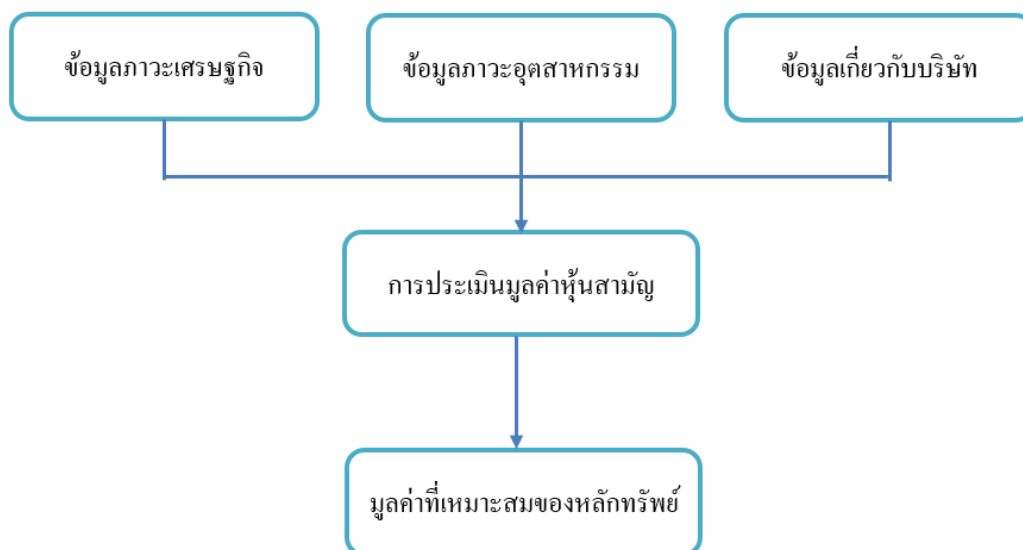 ข้อมูลภาวะเศรษฐกิจ
ข้อมูลภาวะอุตสาหกรรม
ข้อมูลเกี่ยวกับบริษัท
การประเมินมูลค่าหุ้นสามัญ
มูลค่าที่เหมาะสมของหลักทรัพย์